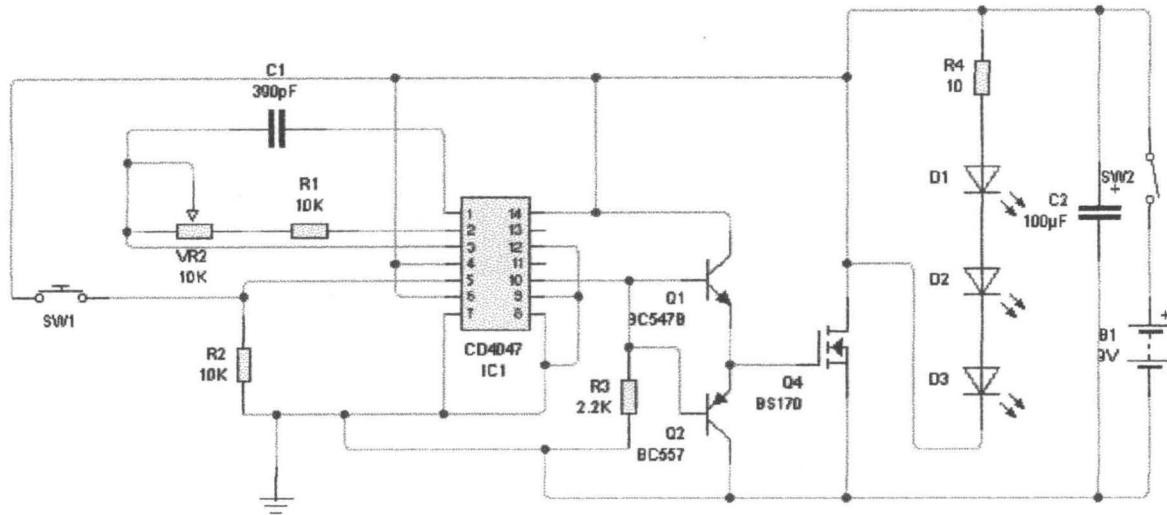 C1
390pF
R1
10K
VR2
10K
SW1
R2
10K
1
2
3
4
5
6
7
14
13
12
11
10
9
8
CD4047
IC1
R3
2.2K
Q1
BC547B
Q2
BC557
Q4
BS170
R4
10
D1
D2
D3
C2
100µF
+
SW2
+
B1
9V